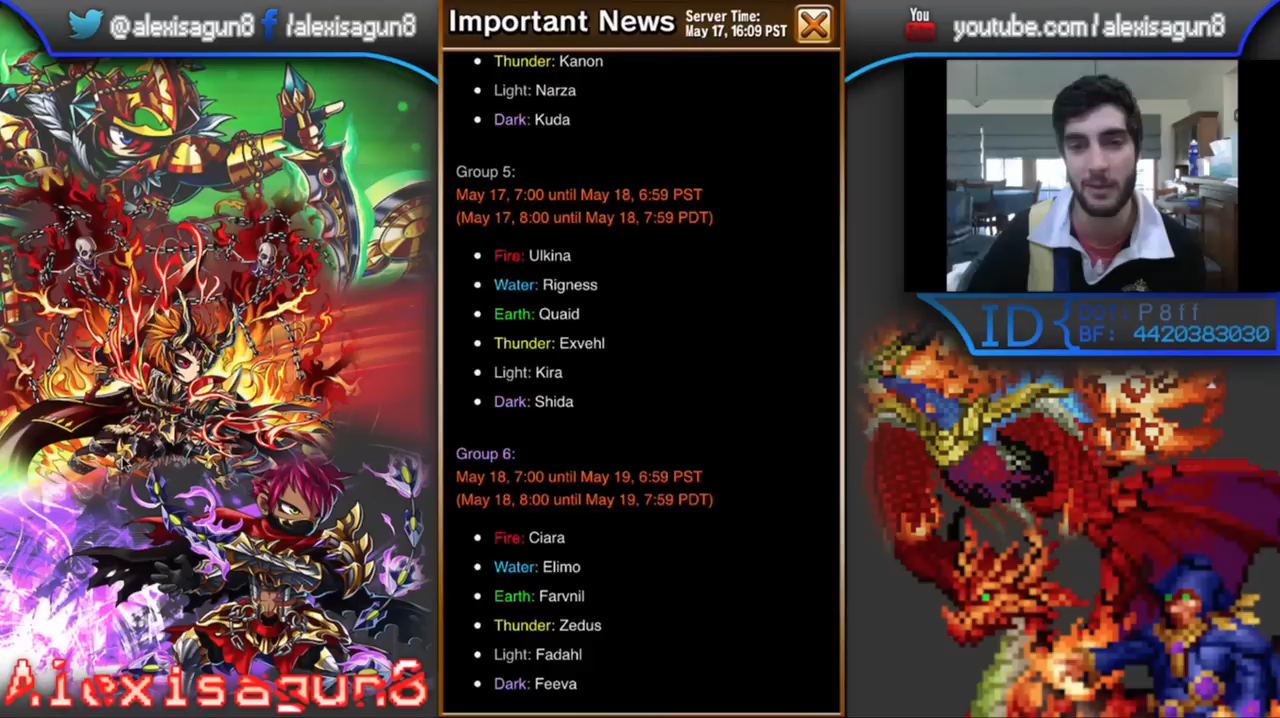 @alexisagun8 f /alexisagun8
Important News
Server Time:
May 17, 16:09 PST
You
youtube.com/alexisagun8
Thunder: Kanon
Light: Narza
Dark: Kuda
Group 5:
May 17, 7:00 until May 18, 6:59 PST
(May 17, 8:00 until May 18, 7:59 PDT)
Fire: Ulkina
Water: Rigness
Earth: Quaid
Thunder: Exvehl
Light: Kira
Dark: Shida
Group 6:
May 18, 7:00 until May 19, 6:59 PST
(May 18, 8:00 until May 19, 7:59 PDT)
Fire: Ciara
Water: Elimo
Earth: Farvnil
Thunder: Zedus
Light: Fadahl
Dark: Feeva
ID{
P8ff
BF: 4420383030
Alexisagun8